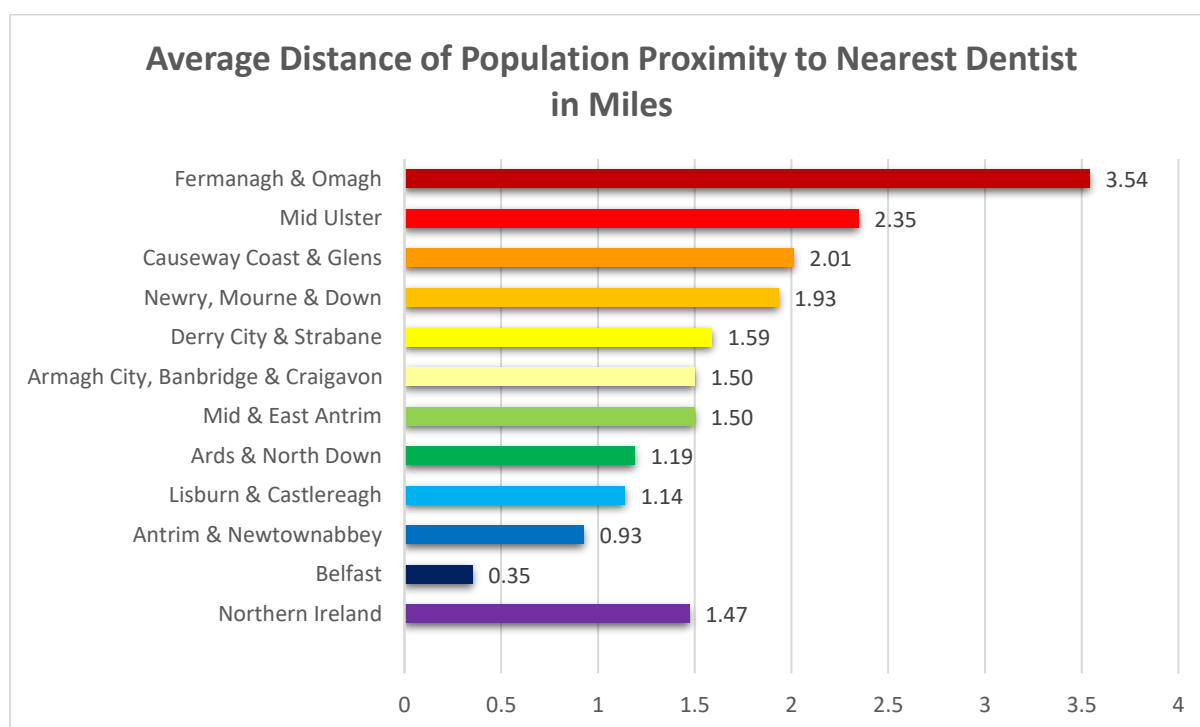 Average Distance of Population Proximity to Nearest Dentist
in Miles
Fermanagh & Omagh 3.54
Mid Ulster 2.35
Causeway Coast & Glens 2.01
Newry, Mourne & Down 1.93
Derry City & Strabane 1.59
Armagh City, Banbridge & Craigavon 1.50
Mid & East Antrim 1.50
Ards & North Down 1.19
Lisburn & Castlereagh 1.14
Antrim & Newtownabbey 0.93
Belfast 0.35
Northern Ireland 1.47
0 0.5 1 1.5 2 2.5 3 3.5 4